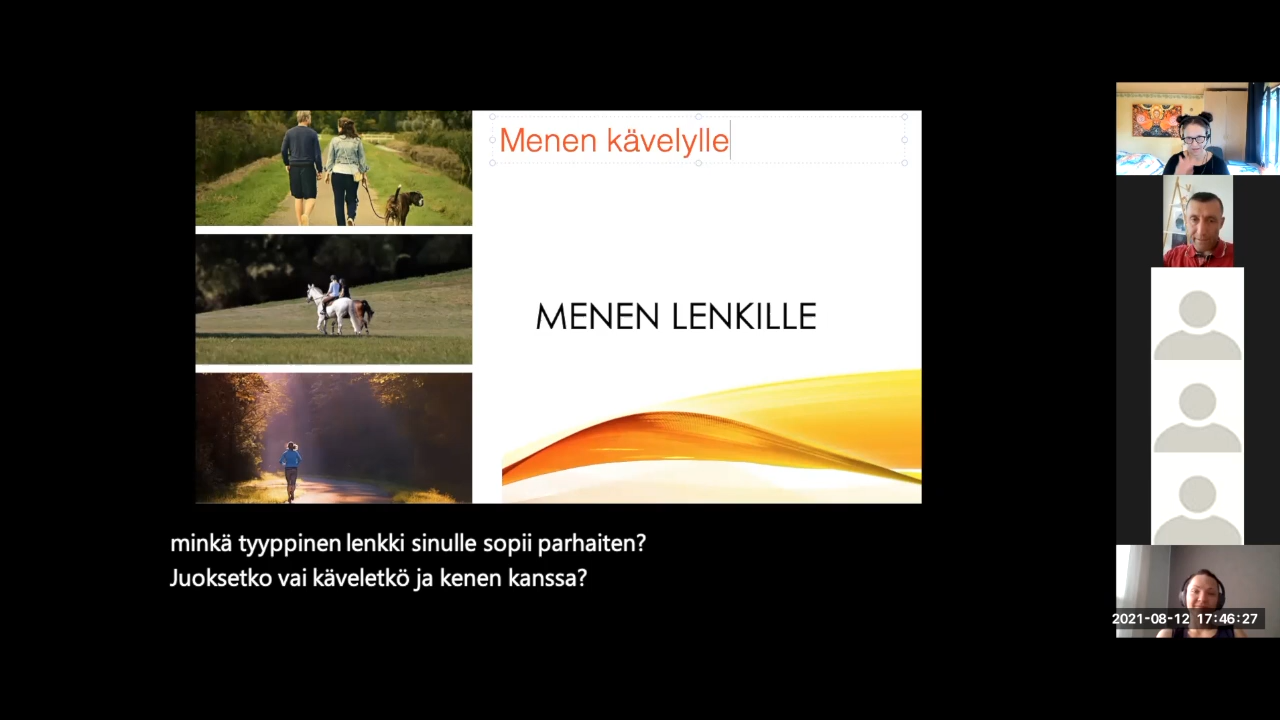 Menen kävelylle
MENEN LENKILLE
minkä tyyppinen lenkki sinulle sopii parhaiten?
Juoksetko vai käveletkö ja kenen kanssa?
2021-08-12 17:46:27